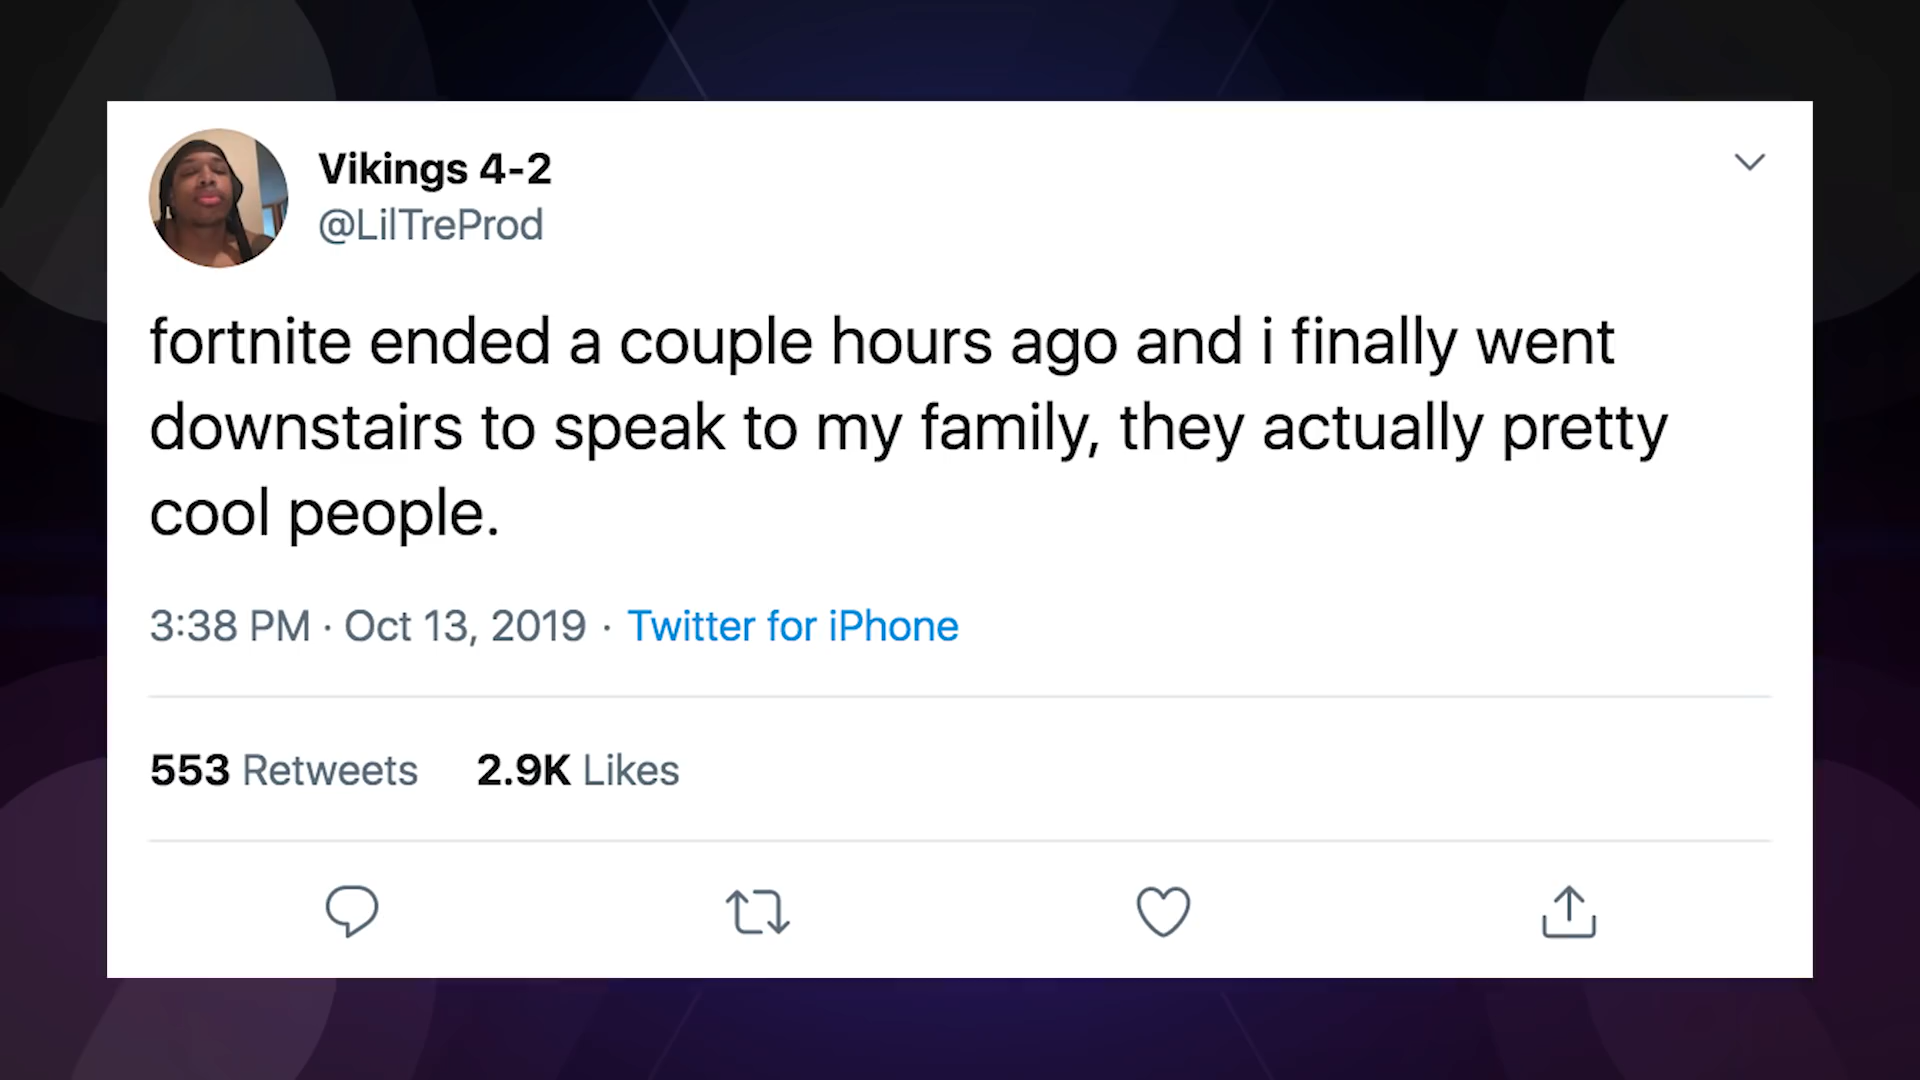 Vikings 4-2
@LilTreProd
fortnite ended a couple hours ago and i finally went
downstairs to speak to my family, they actually pretty
cool people.
3:38 PM · Oct 13, 2019 · Twitter for iPhone
553 Retweets 2.9K Likes